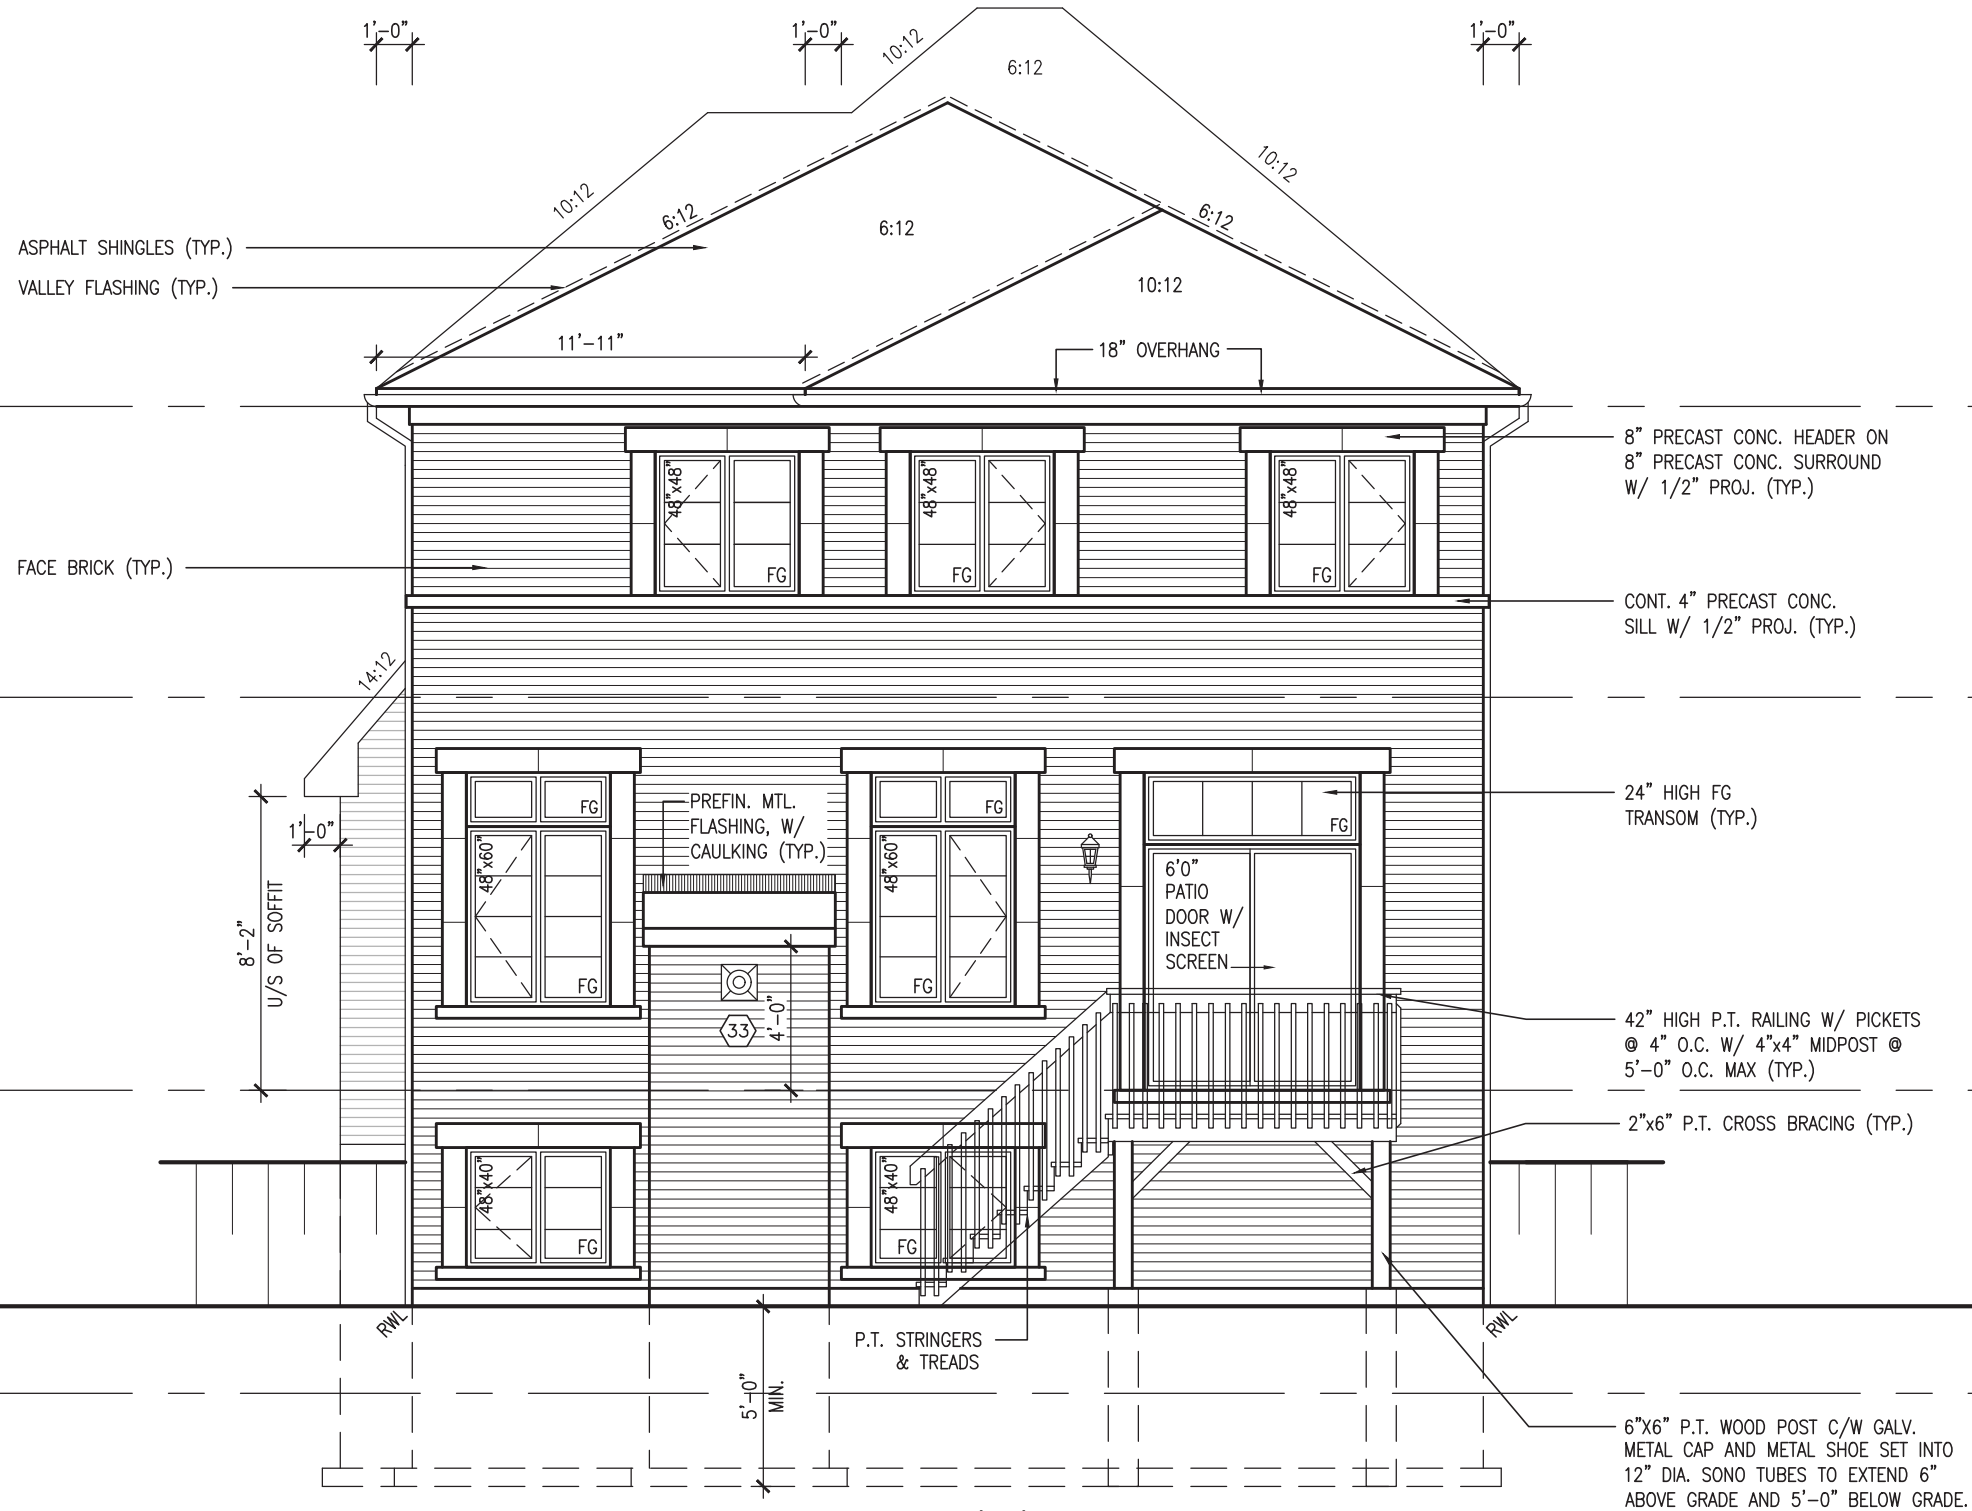 1'-0"
1'-0"
1'-0"
10:12
6:12
10:12
10:12
6:12
6:12
6:12
ASPHALT SHINGLES (TYP.)
VALLEY FLASHING (TYP.)
10:12
11'-11"
18" OVERHANG
8" PRECAST CONC. HEADER ON
8" PRECAST CONC. SURROUND
W/ 1/2" PROJ. (TYP.)
48"x48"
FG
48"x48"
FG
48"x48"
FG
FACE BRICK (TYP.)
CONT. 4" PRECAST CONC.
SILL W/ 1/2" PROJ. (TYP.)
14:12
FG
PREFIN. MTL.
FLASHING, W/
CAULKING (TYP.)
FG
FG
24" HIGH FG
TRANSOM (TYP.)
1'-0"
48"x60"
FG
48"x60"
FG
6'0"
PATIO
DOOR W/
INSECT
SCREEN
8'-2"
U/S OF SOFFIT
33
4'-0"
42" HIGH P.T. RAILING W/ PICKETS
@ 4" O.C. W/ 4"x4" MIDPOST @
5'-0" O.C. MAX (TYP.)
2"x6" P.T. CROSS BRACING (TYP.)
48"x40"
FG
48"x40"
FG
RWL
RWL
P.T. STRINGERS
& TREADS
5'-0"
MIN.
6"X6" P.T. WOOD POST C/W GALV.
METAL CAP AND METAL SHOE SET INTO
12" DIA. SONO TUBES TO EXTEND 6"
ABOVE GRADE AND 5'-0" BELOW GRADE.